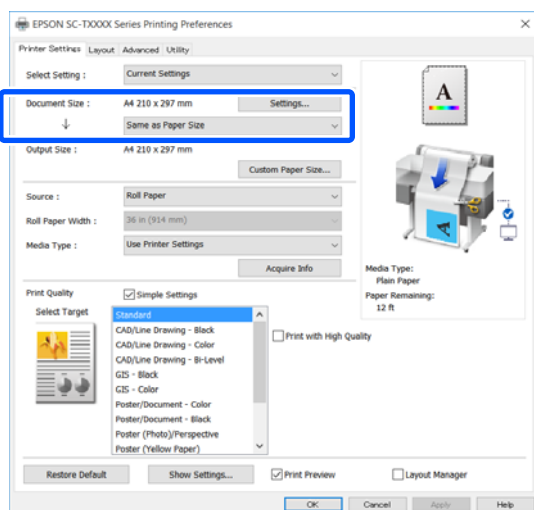 EPSON SC-TXXXX Series Printing Preferences
Printer Settings Layout Advanced Utility
Select Setting : Current Settings
Document Size : A4 210 x 297 mm Settings...
↓ Same as Paper Size
Output Size : A4 210 x 297 mm
Custom Paper Size...
Source : Roll Paper
Roll Paper Width : 36 in (914 mm)
Media Type : Use Printer Settings
Acquire Info
A
A
Media Type:
Plain Paper
Paper Remaining:
12 ft
Print Quality Simple Settings
Select Target
Standard
CAD/Line Drawing - Black
CAD/Line Drawing - Color
CAD/Line Drawing - Bi-Level
GIS - Black
GIS - Color
Poster/Document - Color
Poster/Document - Black
Poster (Photo)/Perspective
Poster (Yellow Paper)
Print with High Quality
Restore Default Show Settings... Print Preview Layout Manager
OK Cancel Apply Help